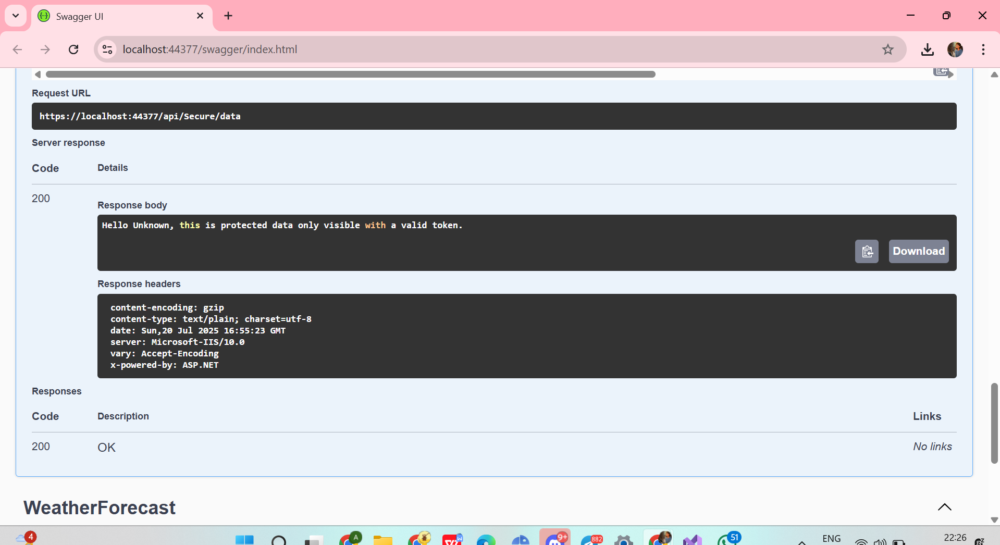 Swagger UI
localhost:44377/swagger/index.html
Request URL
https://localhost:44377/api/Secure/data
Server response
Code Details
200
Response body
Hello Unknown, this is protected data only visible with a valid token.
Download
Response headers
content-encoding: gzip
content-type: text/plain; charset=utf-8
date: Sun,20 Jul 2025 16:55:23 GMT
server: Microsoft-IIS/10.0
vary: Accept-Encoding
x-powered-by: ASP.NET
Responses
Code Description Links
200 OK No links
WeatherForecast
4 A W 9+ 882 51 ENG 22:26